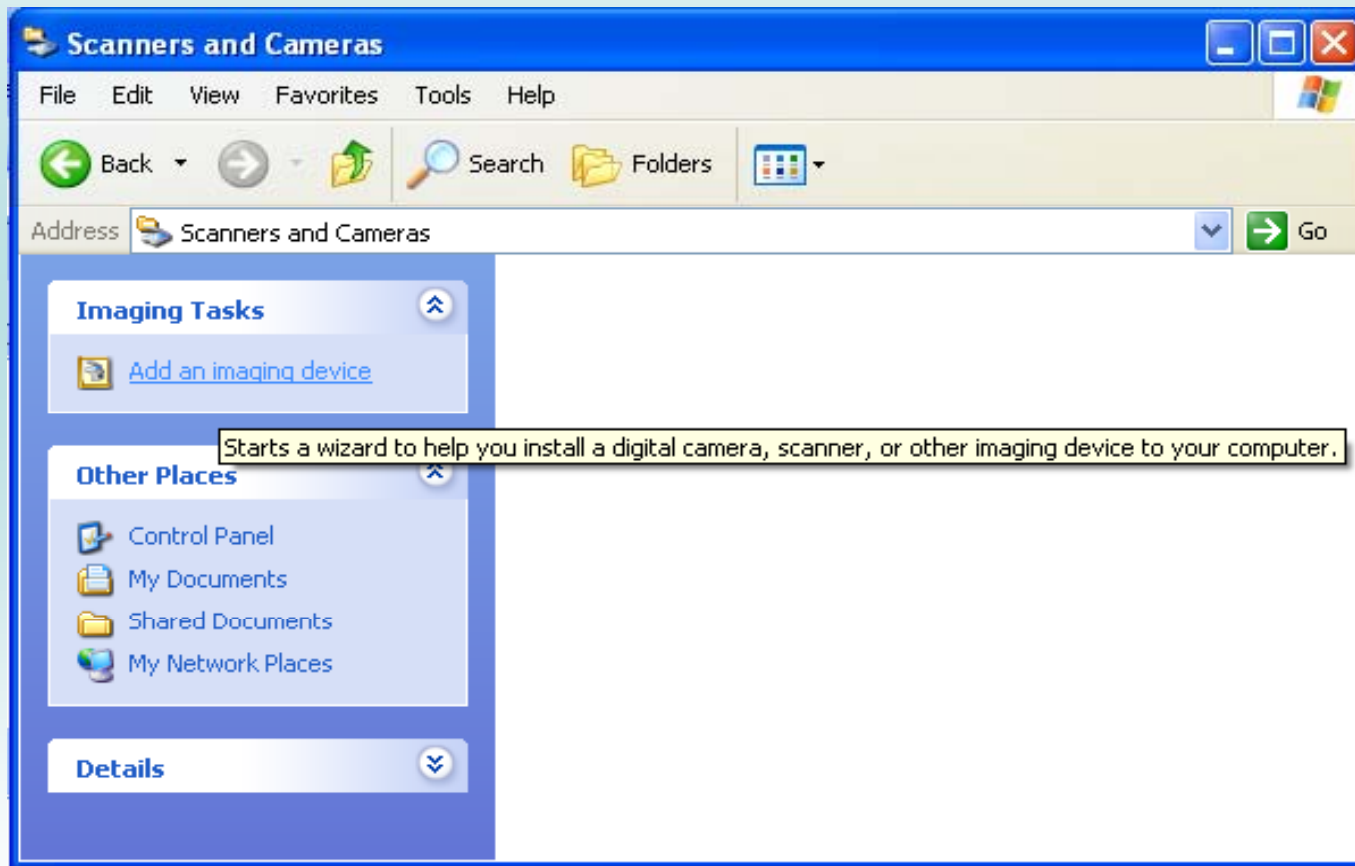 Scanners and Cameras
File Edit View Favorites Tools Help
Back Search Folders
Address Scanners and Cameras Go
Imaging Tasks
Add an imaging device
Starts a wizard to help you install a digital camera, scanner, or other imaging device to your computer.
Other Places
Control Panel
My Documents
Shared Documents
My Network Places
Details